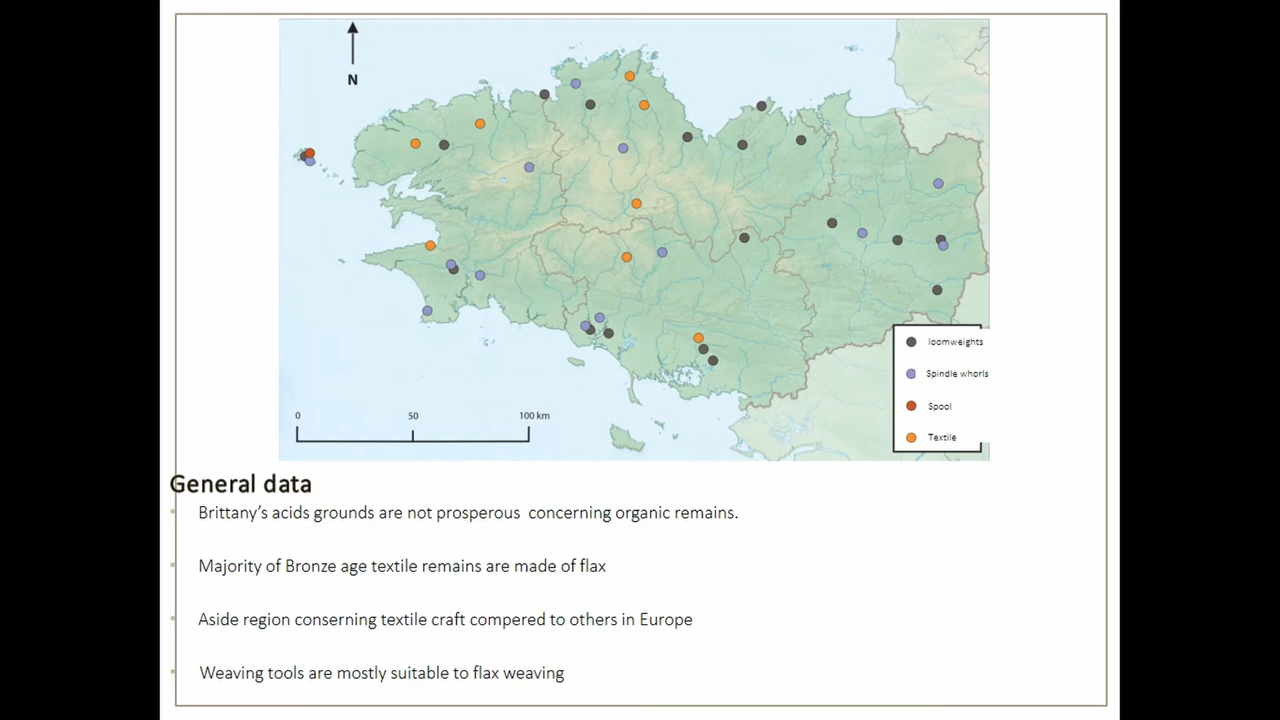 N
0 50 100 km
loomweights
Spindle whorls
Spool
Textile
General data
Brittany's acids grounds are not prosperous concerning organic remains.
Majority of Bronze age textile remains are made of flax
Aside region conserning textile craft compered to others in Europe
Weaving tools are mostly suitable to flax weaving